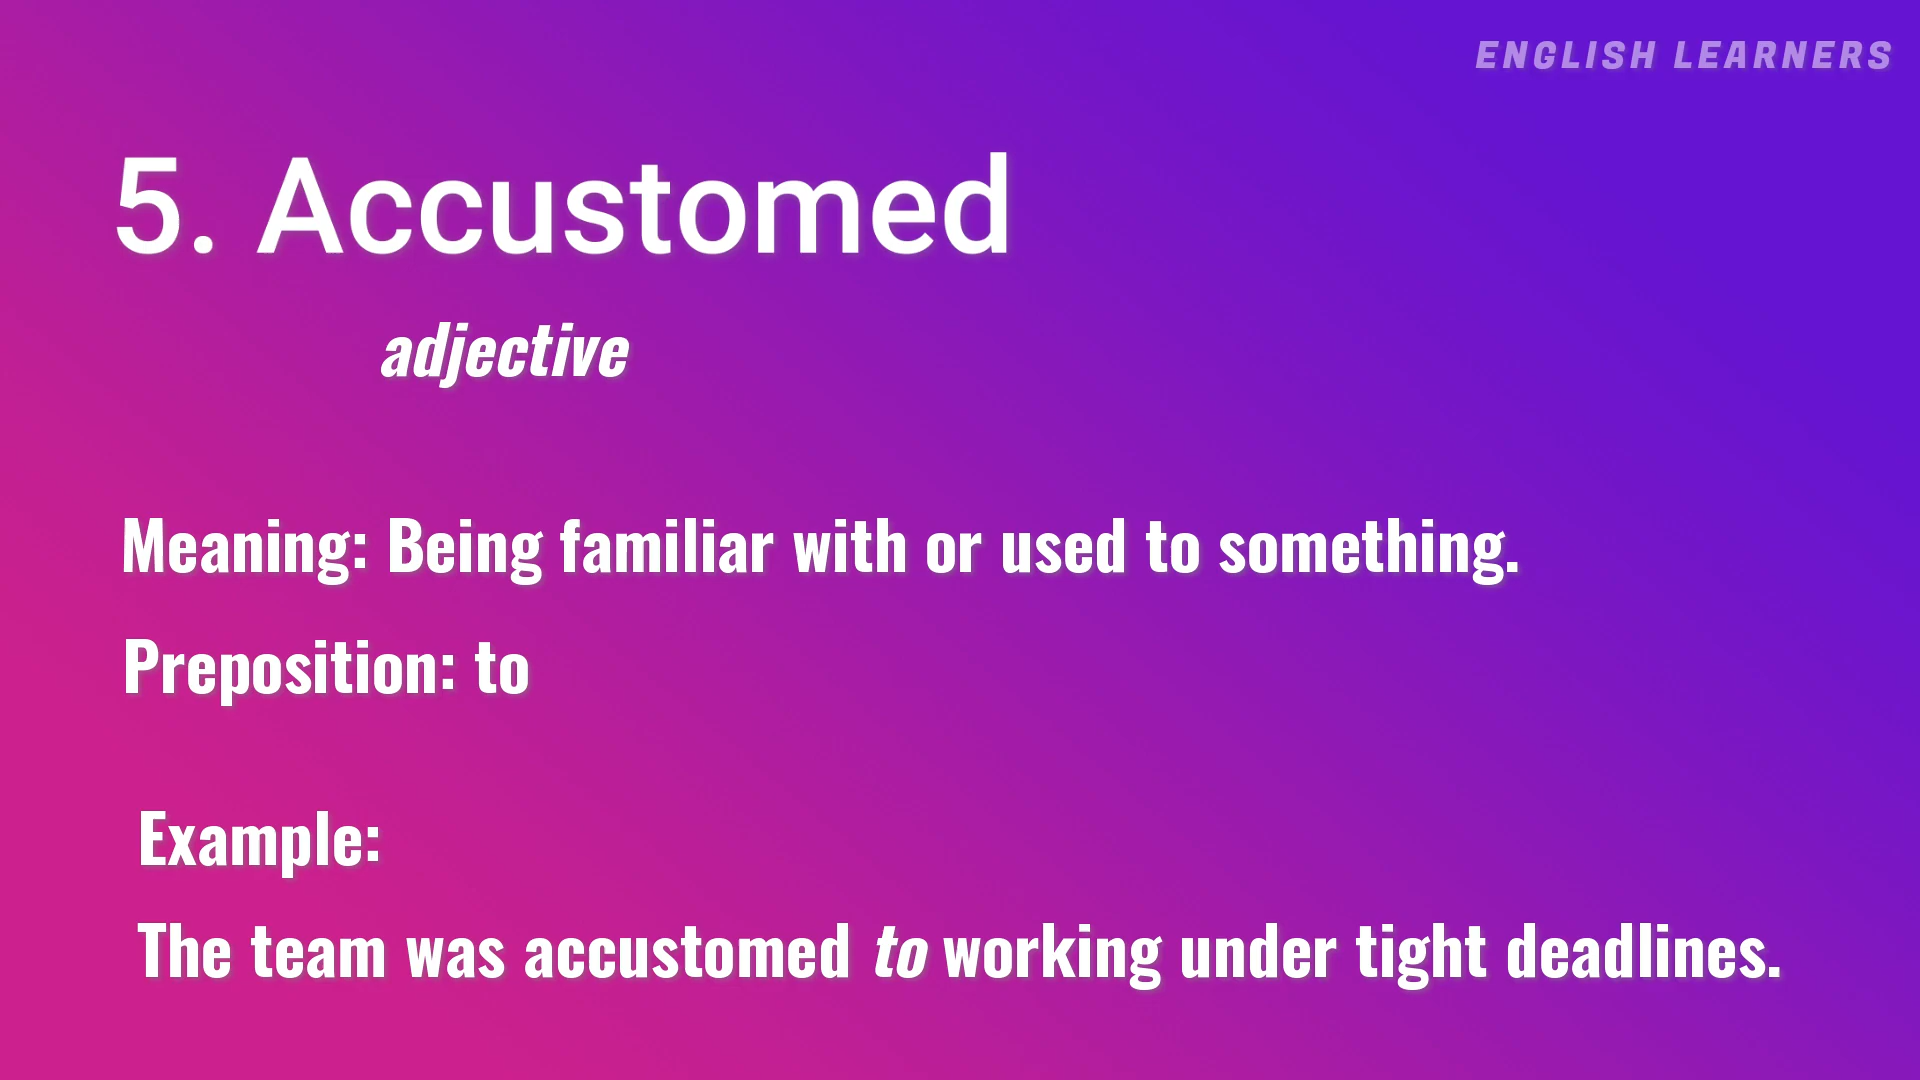 ENGLISH LEARNERS
5. Accustomed
adjective
Meaning: Being familiar with or used to something.
Preposition: to
Example:
The team was accustomed to working under tight deadlines.